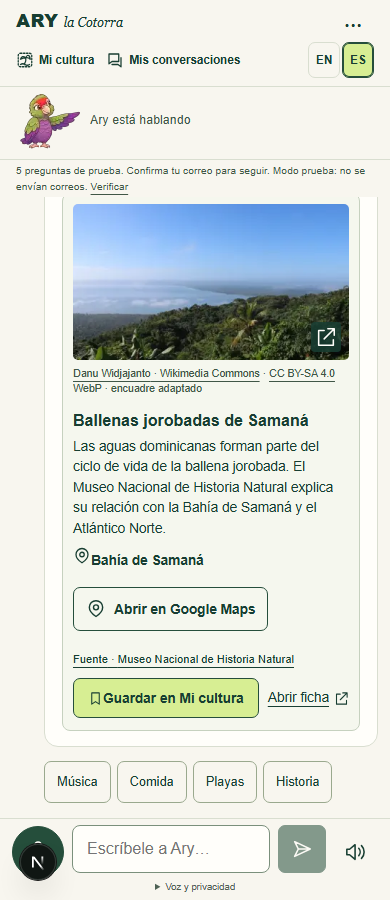 ARY la Cotorra
...
Mi cultura
Mis conversaciones
EN
ES
Ary está hablando
5 preguntas de prueba. Confirma tu correo para seguir. Modo prueba: no se
envían correos. Verificar
Danu Widjajanto · Wikimedia Commons · CC BY-SA 4.0
WebP · encuadre adaptado
Ballenas jorobadas de Samaná
Las aguas dominicanas forman parte del
ciclo de vida de la ballena jorobada. El
Museo Nacional de Historia Natural explica
su relación con la Bahía de Samaná y el
Atlántico Norte.
Bahía de Samaná
Abrir en Google Maps
Fuente · Museo Nacional de Historia Natural
Guardar en Mi cultura
Abrir ficha
Música
Comida
Playas
Historia
N
Escríbele a Ary...
▶ Voz y privacidad